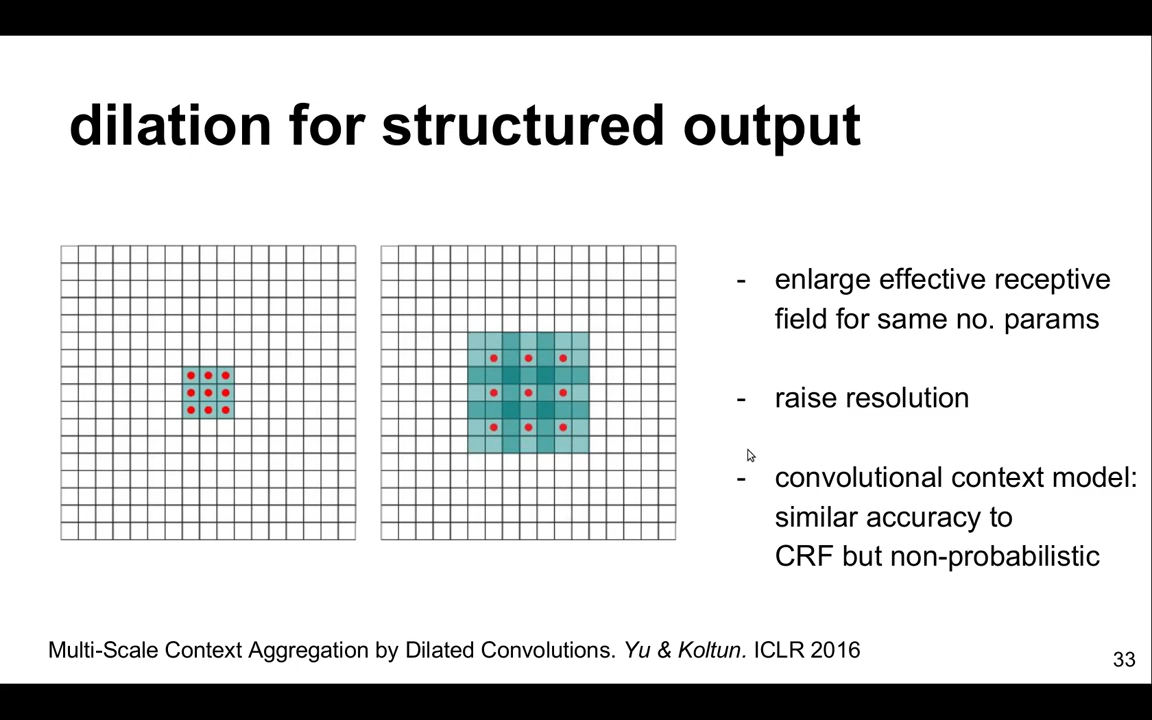 dilation for structured output
- enlarge effective receptive
field for same no. params
- raise resolution
- convolutional context model:
similar accuracy to
CRF but non-probabilistic
Multi-Scale Context Aggregation by Dilated Convolutions. Yu & Koltun. ICLR 2016
33